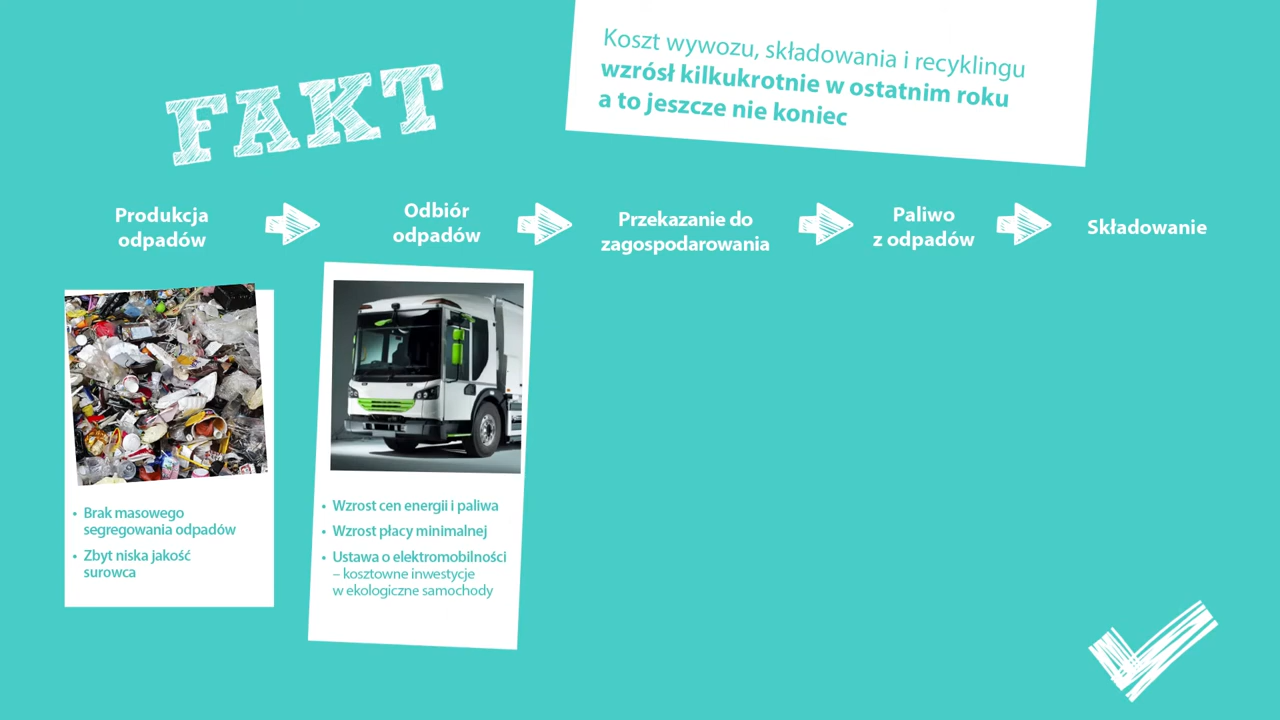 FAKT
Koszt wywozu, składowania i recyklingu
wzrósł kilkukrotnie w ostatnim roku
a to jeszcze nie koniec
Produkcja
odpadów
Odbiór
odpadów
Przekazanie do
zagospodarowania
Paliwo
z odpadów
Składowanie
• Brak masowego
segregowania odpadów
• Zbyt niska jakość
surowca
• Wzrost cen energii i paliwa
• Wzrost płacy minimalnej
• Ustawa o elektromobilności
– kosztowne inwestycje
w ekologiczne samochody